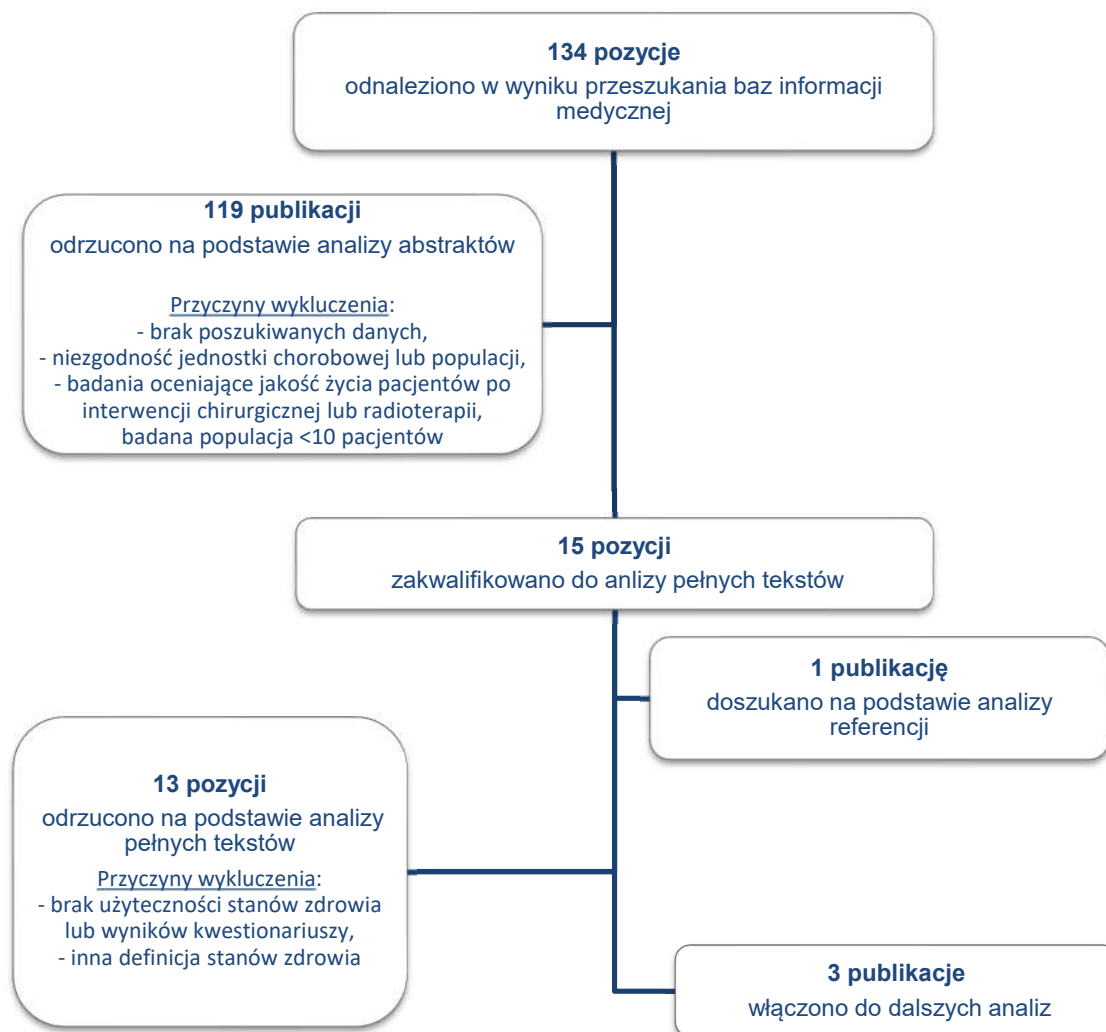 134 pozycje
odnaleziono w wyniku przeszukania baz informacji
medycznej
119 publikacji
odrzucono na podstawie analizy abstraktów
Przyczyny wykluczenia:
- brak poszukiwanych danych,
- niezgodność jednostki chorobowej lub populacji,
- badania oceniające jakość życia pacjentów po
interwencji chirurgicznej lub radioterapii,
badana populacja <10 pacjentów
15 pozycji
zakwalifikowano do anlizy pełnych tekstów
1 publikację
doszukano na podstawie analizy
referencji
13 pozycji
odrzucono na podstawie analizy
pełnych tekstów
Przyczyny wykluczenia:
- brak użyteczności stanów zdrowia
lub wyników kwestionariuszy,
- inna definicja stanów zdrowia
3 publikacje
włączono do dalszych analiz